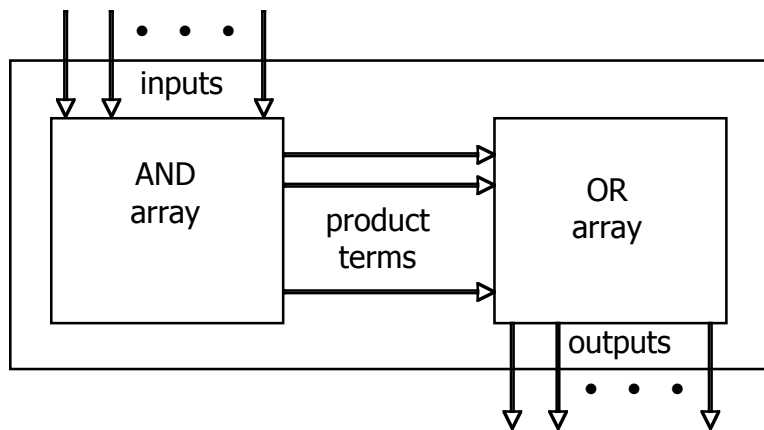 inputs
AND
array
product
terms
OR
array
outputs